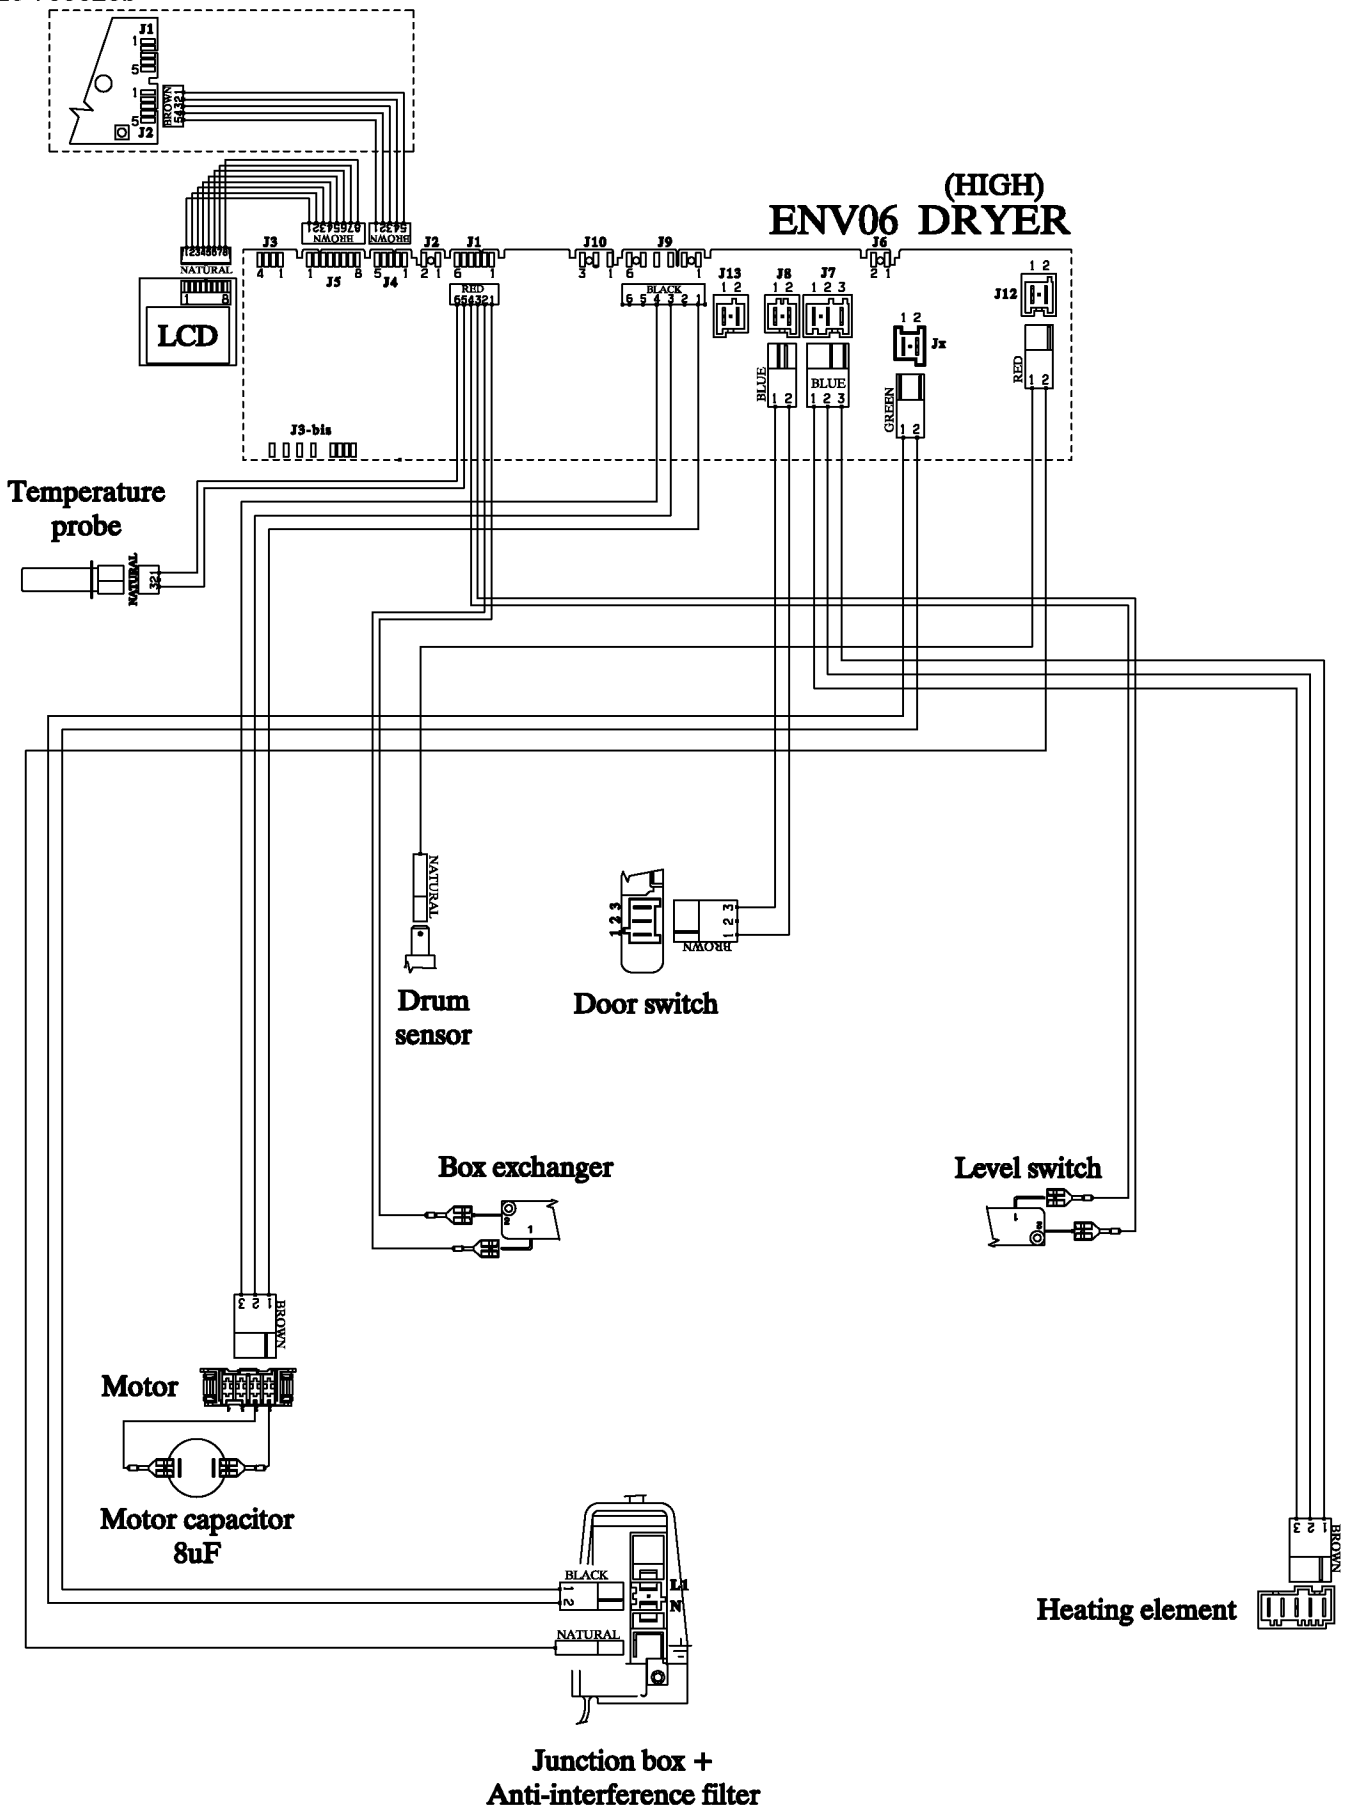 J1
1
5
1
5
J2
BROWN
54321
(HIGH)
ENV06 DRYER
12345678
NATURAL
1 8
LCD
87654321
BROWN
54321
BROWN
J3
4 1
1 8
J5
5 1
J4
J2
2 1
J1
6 1
RED
654321
J10
3 1
J9
6 1
BLACK
6 5 4 3 2 1
J13
1 2
J8
1 2
J7
1 2 3
J6
2 1
J12
1 2
1 2
Jx
BLUE
1 2
BLUE
1 2 3
GREEN
1 2
RED
1 2
J3-bis
Temperature
probe
NATURAL
321
NATURAL
Drum
sensor
1 2 3
3
2
1
BROWN
Door switch
Box exchanger
2
1
Level switch
1
2
3 2 1
BROWN
Motor
Motor capacitor
8uF
BLACK
1
2
L1
N
NATURAL
3 2 1
BROWN
Heating element
Junction box +
Anti-interference filter